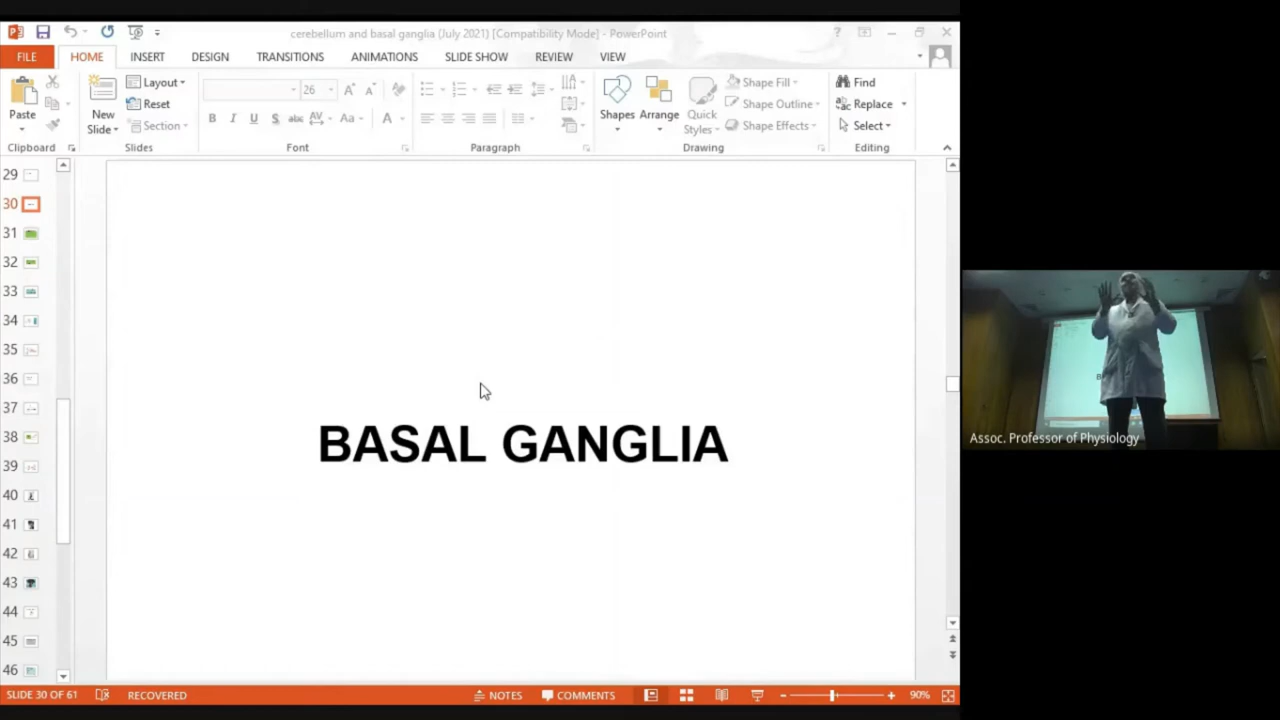 cerebellum and basal ganglia (July 2021) [Compatibility Mode] - PowerPoint
?
FILE HOME INSERT DESIGN TRANSITIONS ANIMATIONS SLIDE SHOW REVIEW VIEW
Paste
New
Slide
Layout
Reset
Section
26
B I U S abc AV Aa A
Shapes
Arrange
Quick
Styles
Shape Fill
Shape Outline
Shape Effects
Find
Replace
Select
Clipboard Slides Font Paragraph Drawing Editing
29
30
31
32
33
34
35
36
37
38
39
40
41
42
43
44
45
46
BASAL GANGLIA
Assoc. Professor of Physiology
SLIDE 30 OF 61 RECOVERED NOTES COMMENTS 90%